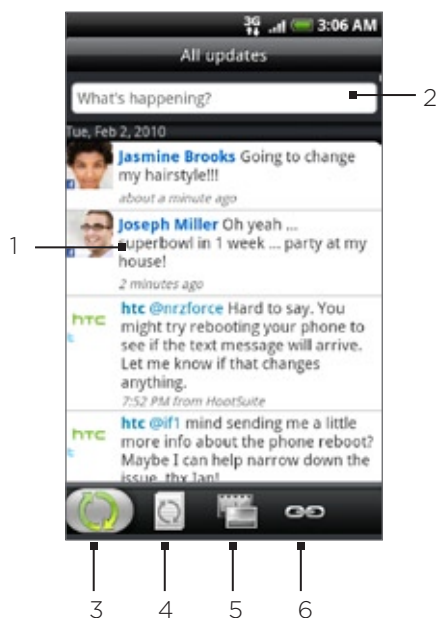 3G 3:06 AM
All updates
What's happening?
2
Tue, Feb 2, 2010
Jasmine Brooks Going to change
my hairstyle!!!
about a minute ago
1
Joseph Miller Oh yeah ...
superbowl in 1 week ... party at my
house!
2 minutes ago
htc
htc @nrzforce Hard to say. You
might try rebooting your phone to
see if the text message will arrive.
Let me know if that changes
anything.
7:52 PM from HootSuite
htc
htc @if1 mind sending me a little
more info about the phone reboot?
Maybe I can help narrow down the
issue, thx Ian!
3 4 5 6